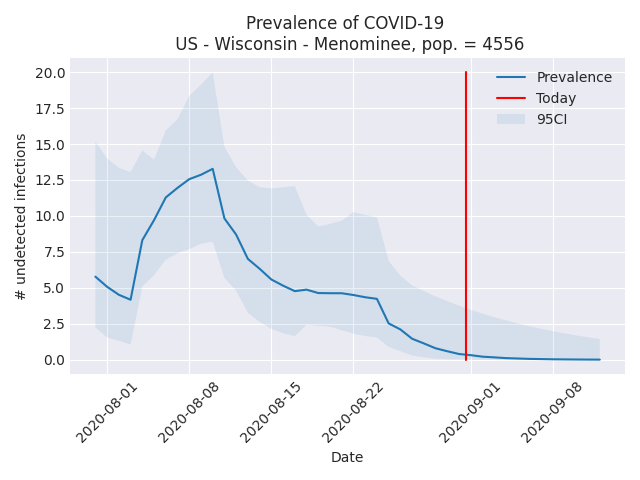 Prevalence of COVID-19
US - Wisconsin - Menominee, pop. = 4556
Prevalence
Today
95CI
# undetected infections
20.0
17.5
15.0
12.5
10.0
7.5
5.0
2.5
0.0
2020-08-01
2020-08-08
2020-08-15
2020-08-22
2020-09-01
2020-09-08
Date